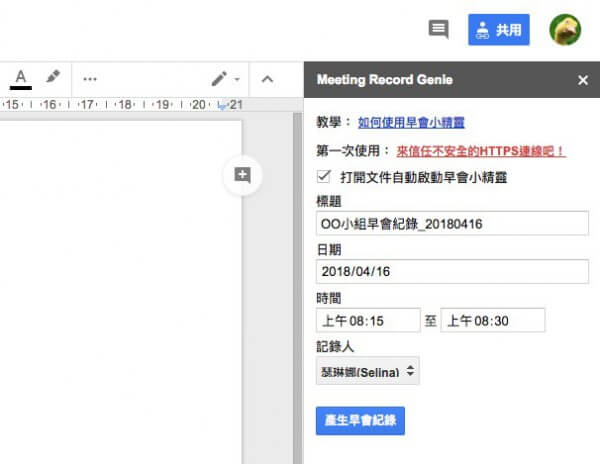 共用
A
Meeting Record Genie
·15· ı ·16· ı ·17· ı ·18· ı ·19· ı ·20· ı ·21
教學： 如何使用早會小精靈
第一次使用： 來信任不安全的HTTPS連線吧！
打開文件自動啟動早會小精靈
標題
OO小組早會紀錄_20180416
日期
2018/04/16
時間
上午 08:15 至 上午 08:30
記錄人
瑟琳娜(Selina)
產生早會紀錄